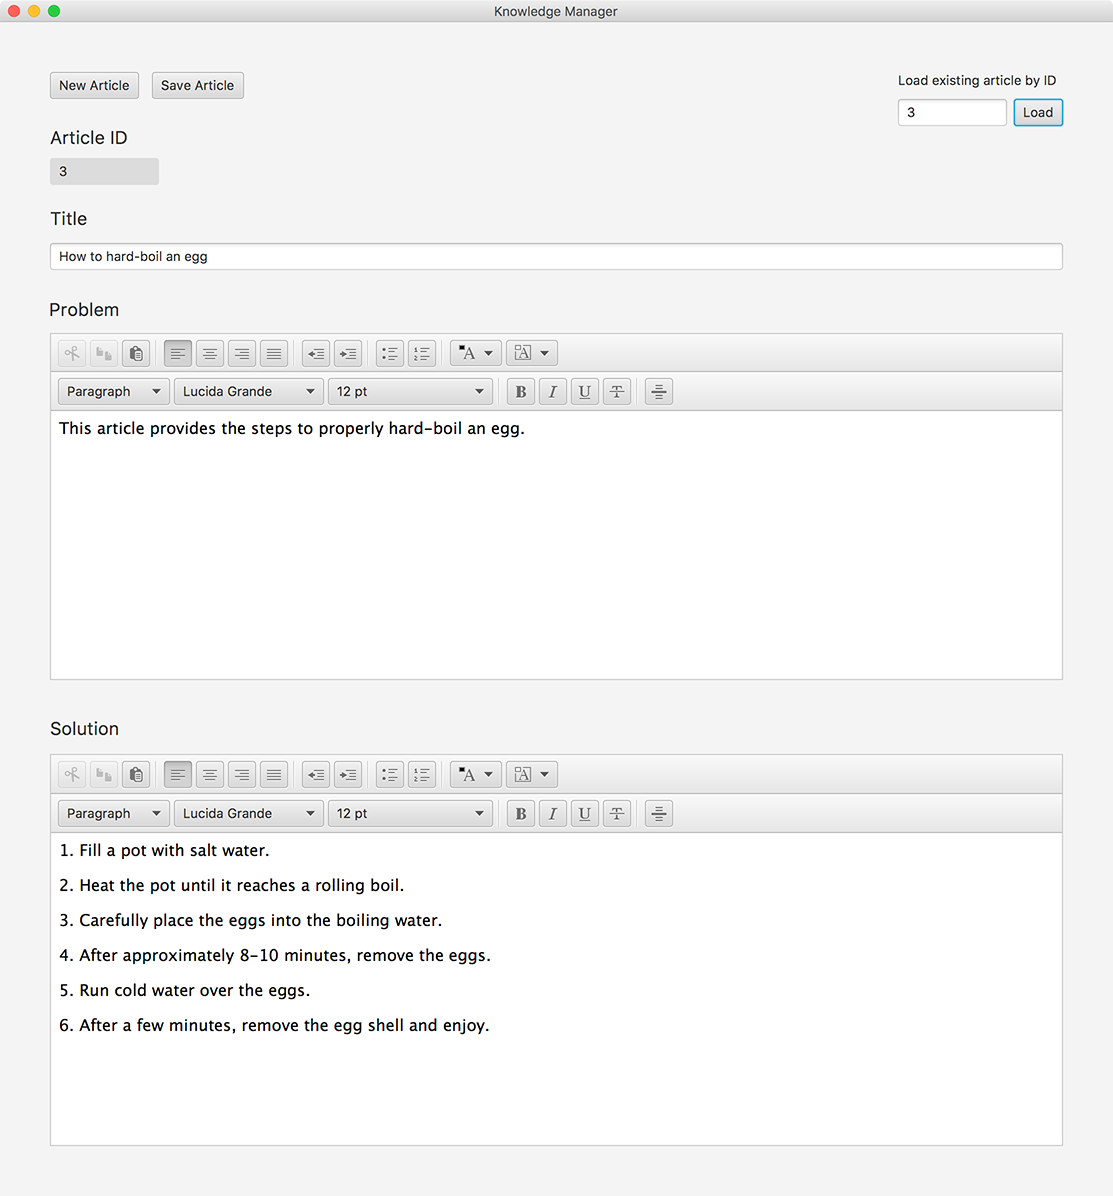 Knowledge Manager
New Article Save Article
Load existing article by ID
3 Load
Article ID
3
Title
How to hard-boil an egg
Problem
A A
Paragraph Lucida Grande 12 pt B I U T
This article provides the steps to properly hard-boil an egg.
Solution
A A
Paragraph Lucida Grande 12 pt B I U T
1. Fill a pot with salt water.
2. Heat the pot until it reaches a rolling boil.
3. Carefully place the eggs into the boiling water.
4. After approximately 8-10 minutes, remove the eggs.
5. Run cold water over the eggs.
6. After a few minutes, remove the egg shell and enjoy.